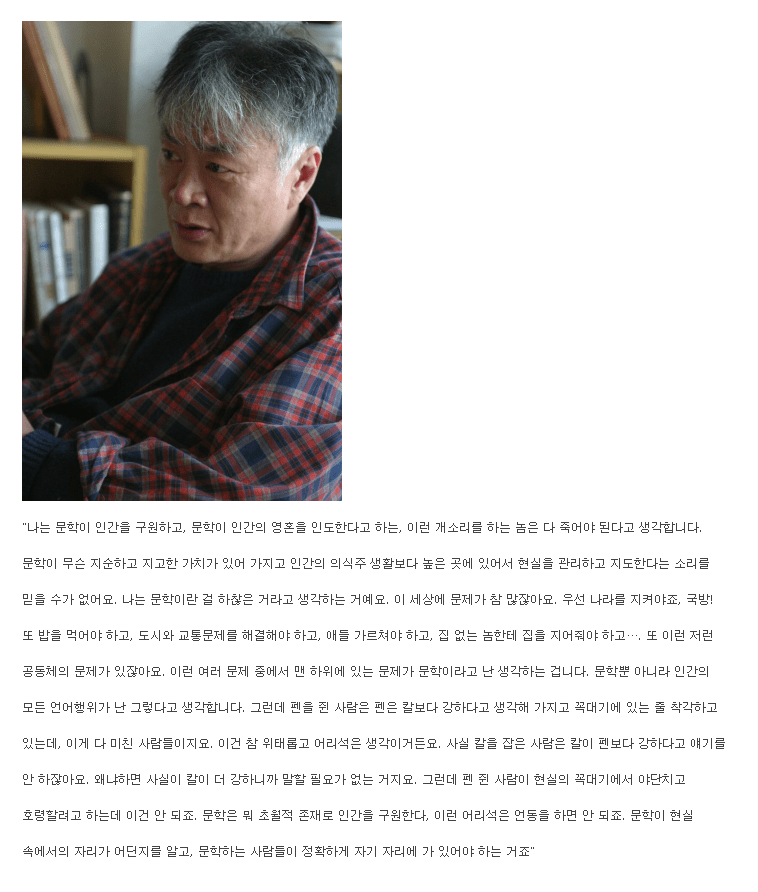 "나는 문학이 인간을 구원하고, 문학이 인간의 영혼을 인도한다고 하는, 이런 개소리를 하는 놈은 다 죽어야 된다고 생각합니다.
문학이 무슨 지순하고 지고한 가치가 있어 가지고 인간의 의식주 생활보다 높은 곳에 있어서 현실을 관리하고 지도한다는 소리를
믿을 수가 없어요. 나는 문학이란 걸 하찮은 거라고 생각하는 거예요. 이 세상에 문제가 참 많잖아요. 우선 나라를 지켜야죠, 국방!
또 밥을 먹어야 하고, 도시와 교통문제를 해결해야 하고, 애들 가르쳐야 하고, 집 없는 놈한테 집을 지어줘야 하고…. 또 이런 저런
공동체의 문제가 있잖아요. 이런 여러 문제 중에서 맨 하위에 있는 문제가 문학이라고 난 생각하는 겁니다. 문학뿐 아니라 인간의
모든 언어행위가 난 그렇다고 생각합니다. 그런데 펜을 쥔 사람은 펜은 칼보다 강하다고 생각해 가지고 꼭대기에 있는 줄 착각하고
있는데, 이게 다 미친 사람들이지요. 이건 참 위태롭고 어리석은 생각이거든요. 사실 칼을 잡은 사람은 칼이 펜보다 강하다고 얘기를
안 하잖아요. 왜냐하면 사실이 칼이 더 강하니까 말할 필요가 없는 거지요. 그런데 펜 쥔 사람이 현실의 꼭대기에서 야단치고
호령할려고 하는데 이건 안 되죠. 문학은 뭐 초월적 존재로 인간을 구원한다, 이런 어리석은 언동을 하면 안 되죠. 문학이 현실
속에서의 자리가 어딘지를 알고, 문학하는 사람들이 정확하게 자기 자리에 가 있어야 하는 거죠"